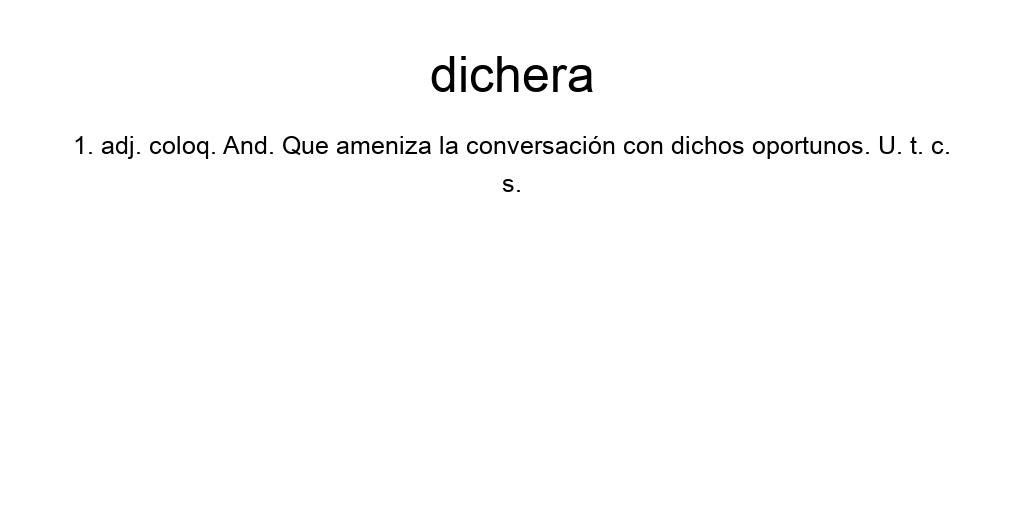 dichera
1. adj. coloq. And. Que ameniza la conversación con dichos oportunos. U. t. c.
s.